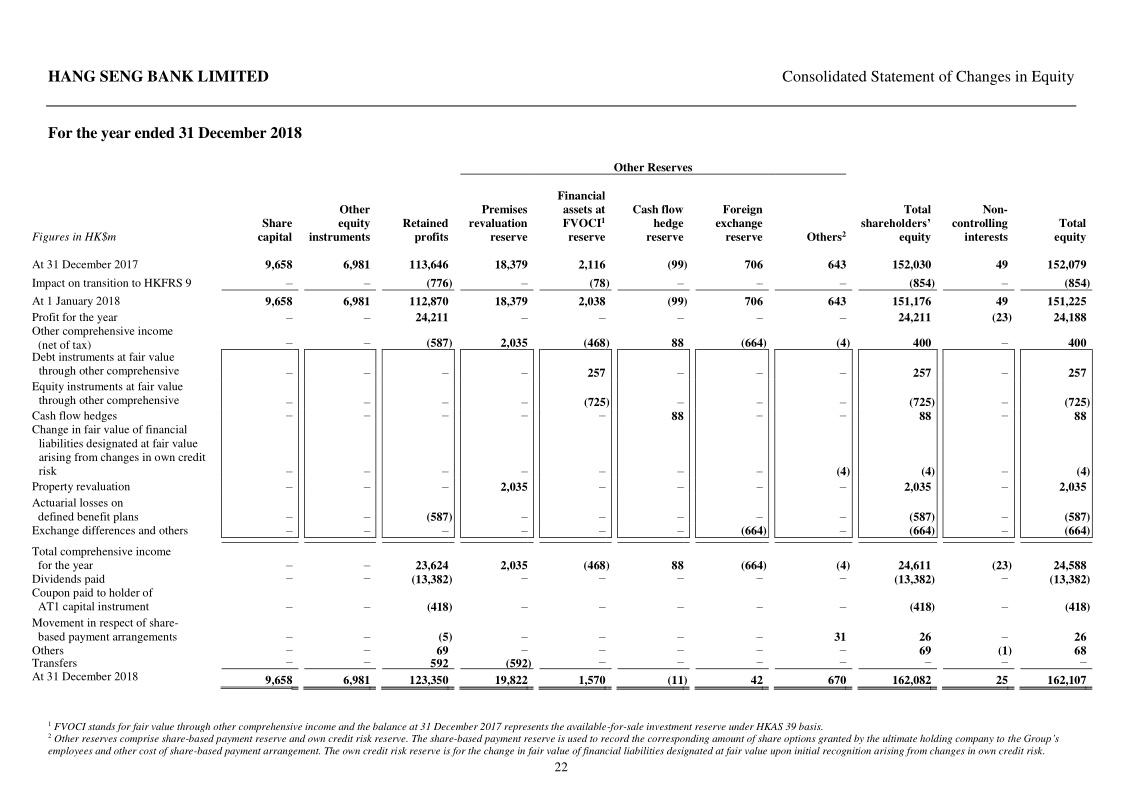 HANG SENG BANK LIMITED Consolidated Statement of Changes in Equity
For the year ended 31 December 2018
Other Reserves
Financial
Other Premises assets at Cash flow Foreign Total Non-
Share equity Retained revaluation FVOCI¹ hedge exchange shareholders’ controlling Total
Figures in HK$m capital instruments profits reserve reserve reserve reserve Others² equity interests equity
At 31 December 2017 9,658 6,981 113,646 18,379 2,116 (99) 706 643 152,030 49 152,079
Impact on transition to HKFRS 9 – – (776) – (78) – – – (854) – (854)
At 1 January 2018 9,658 6,981 112,870 18,379 2,038 (99) 706 643 151,176 49 151,225
Profit for the year – – 24,211 – – – – – 24,211 (23) 24,188
Other comprehensive income
(net of tax) – – (587) 2,035 (468) 88 (664) (4) 400 – 400
Debt instruments at fair value
through other comprehensive – – – – 257 – – – 257 – 257
Equity instruments at fair value
through other comprehensive – – – – (725) – – – (725) – (725)
Cash flow hedges – – – – – 88 – – 88 – 88
Change in fair value of financial
liabilities designated at fair value
arising from changes in own credit
risk – – – – – – – (4) (4) – (4)
Property revaluation – – – 2,035 – – – – 2,035 – 2,035
Actuarial losses on
defined benefit plans – – (587) – – – – – (587) – (587)
Exchange differences and others – – – – – – (664) – (664) – (664)
Total comprehensive income
for the year – – 23,624 2,035 (468) 88 (664) (4) 24,611 (23) 24,588
Dividends paid – – (13,382) – – – – – (13,382) – (13,382)
Coupon paid to holder of
AT1 capital instrument – – (418) – – – – – (418) – (418)
Movement in respect of share-
based payment arrangements – – (5) – – – – 31 26 – 26
Others – – 69 – – – – – 69 (1) 68
Transfers – – 592 (592) – – – – – – –
At 31 December 2018 9,658 6,981 123,350 19,822 1,570 (11) 42 670 162,082 25 162,107
¹ FVOCI stands for fair value through other comprehensive income and the balance at 31 December 2017 represents the available-for-sale investment reserve under HKAS 39 basis.
² Other reserves comprise share-based payment reserve and own credit risk reserve. The share-based payment reserve is used to record the corresponding amount of share options granted by the ultimate holding company to the Group’s
employees and other cost of share-based payment arrangement. The own credit risk reserve is for the change in fair value of financial liabilities designated at fair value upon initial recognition arising from changes in own credit risk.
22